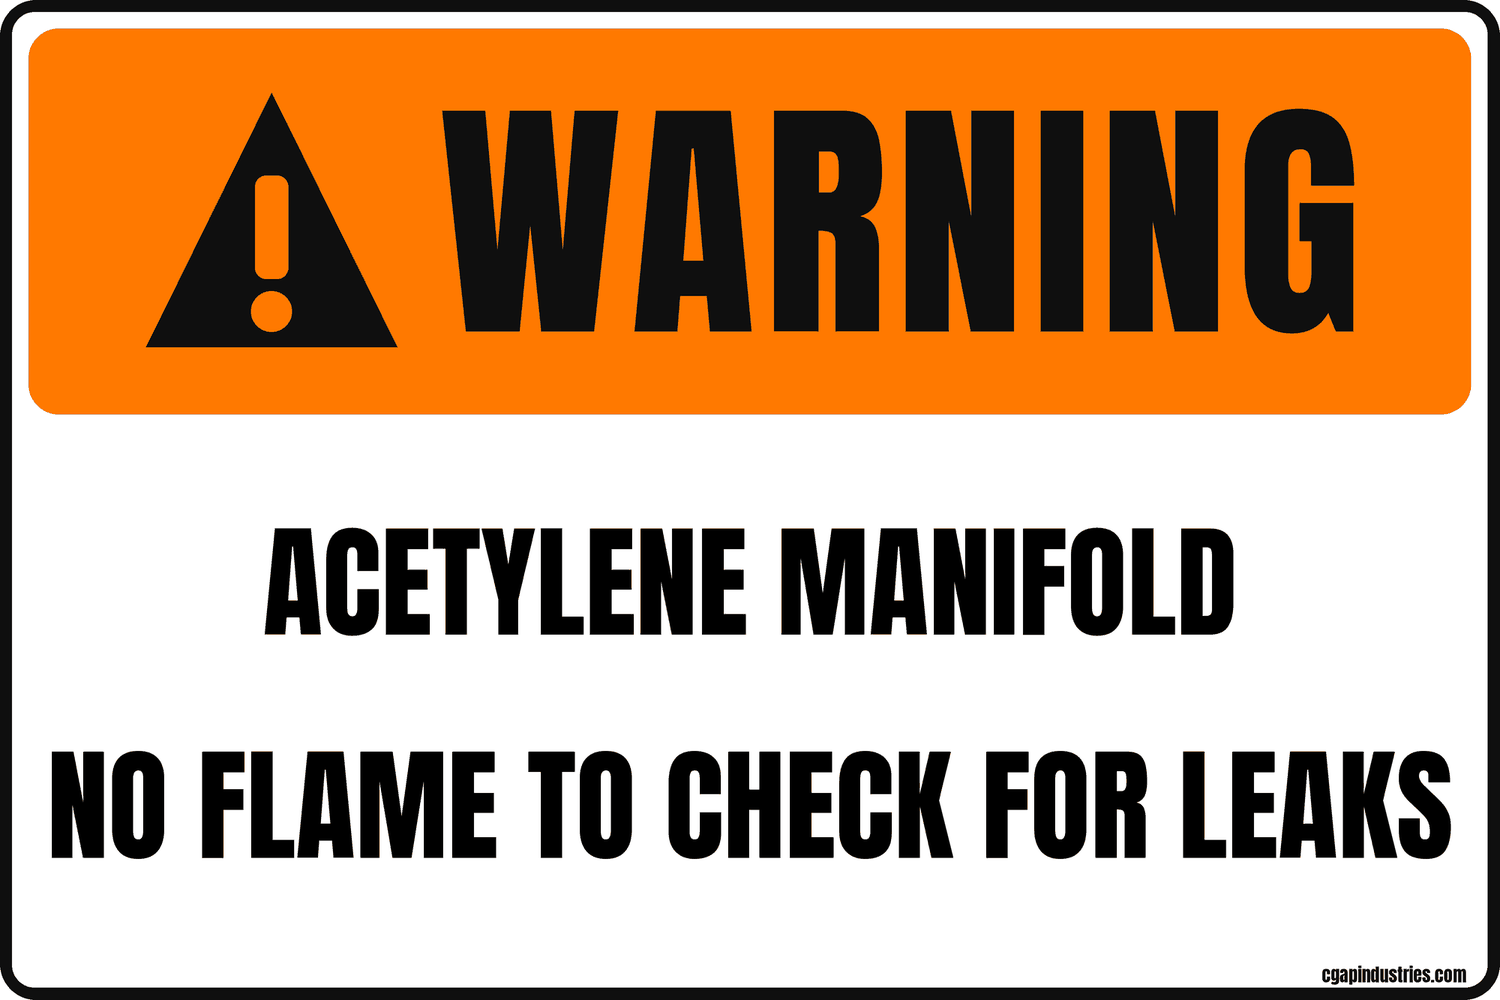 WARNING
ACETYLENE MANIFOLD
NO FLAME TO CHECK FOR LEAKS
cgapindustries.com